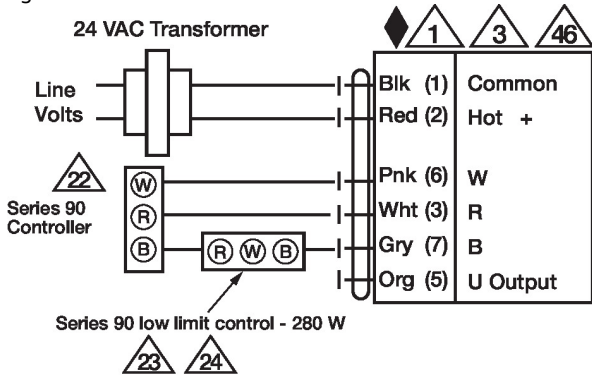 24 VAC Transformer
Line
Volts
1
3
46
Blk (1) Common
Red (2) Hot +
Pnk (6) W
Wht (3) R
Gry (7) B
Org (5) U Output
22
Series 90
Controller
W
R
B
R W B
Series 90 low limit control - 280 W
23
24